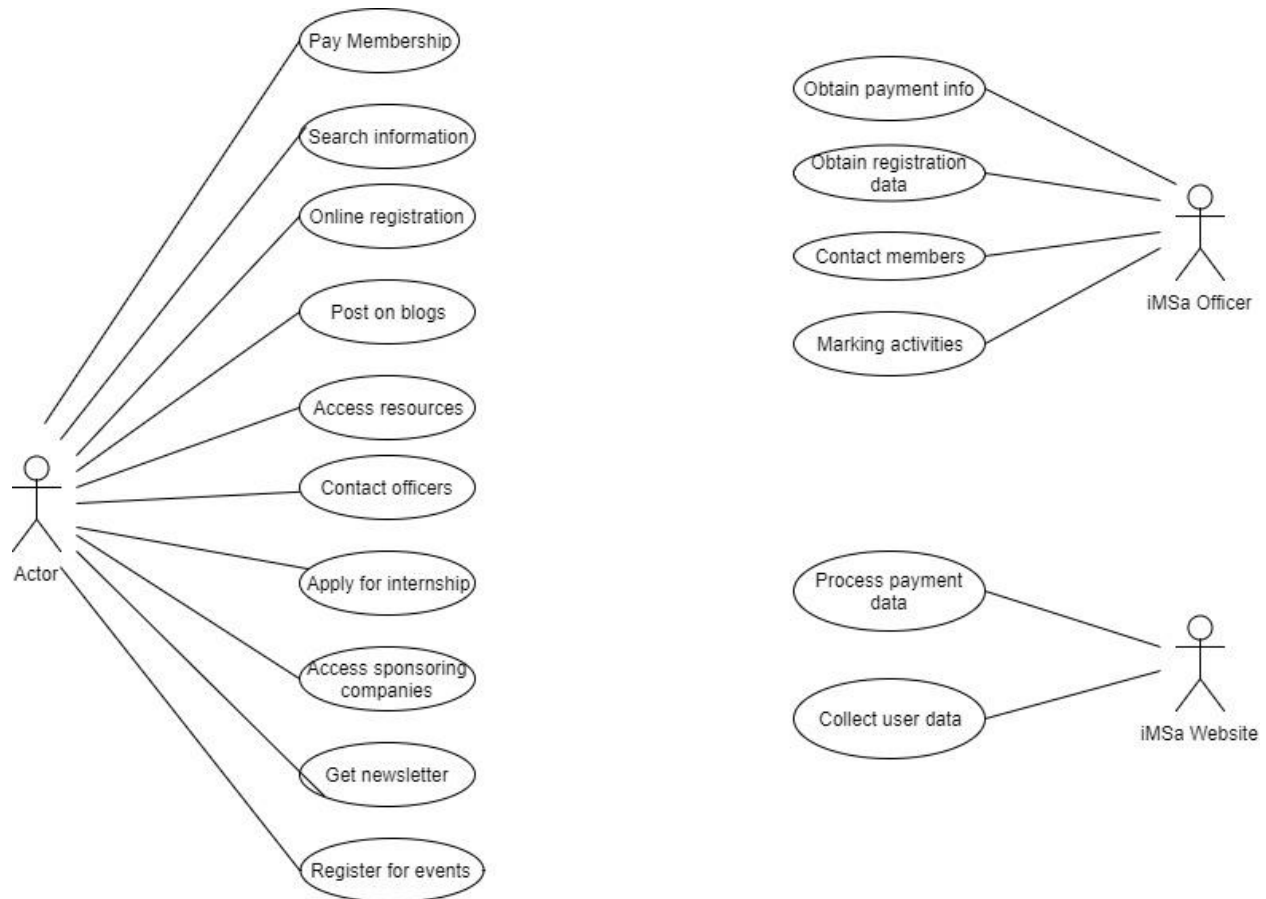 Pay Membership
Search information
Online registration
Post on blogs
Access resources
Contact officers
Apply for internship
Access sponsoring
companies
Get newsletter
Register for events
Actor
Obtain payment info
Obtain registration
data
Contact members
Marking activities
iMSa Officer
Process payment
data
Collect user data
iMSa Website